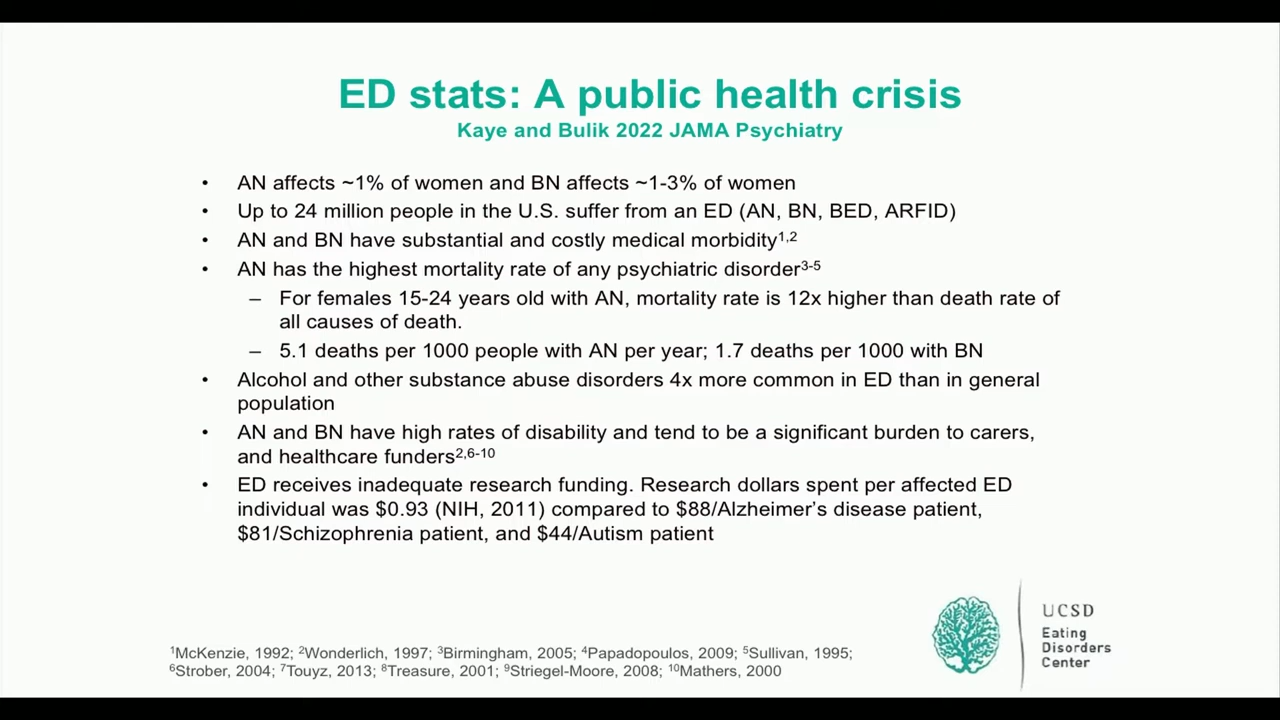 ED stats: A public health crisis
Kaye and Bulik 2022 JAMA Psychiatry
• AN affects ~1% of women and BN affects ~1-3% of women
• Up to 24 million people in the U.S. suffer from an ED (AN, BN, BED, ARFID)
• AN and BN have substantial and costly medical morbidity1,2
• AN has the highest mortality rate of any psychiatric disorder3-5
– For females 15-24 years old with AN, mortality rate is 12x higher than death rate of
all causes of death.
– 5.1 deaths per 1000 people with AN per year; 1.7 deaths per 1000 with BN
• Alcohol and other substance abuse disorders 4x more common in ED than in general
population
• AN and BN have high rates of disability and tend to be a significant burden to carers,
and healthcare funders2,6-10
• ED receives inadequate research funding. Research dollars spent per affected ED
individual was $0.93 (NIH, 2011) compared to $88/Alzheimer’s disease patient,
$81/Schizophrenia patient, and $44/Autism patient
1McKenzie, 1992; 2Wonderlich, 1997; 3Birmingham, 2005; 4Papadopoulos, 2009; 5Sullivan, 1995;
6Strober, 2004; 7Touyz, 2013; 8Treasure, 2001; 9Striegel-Moore, 2008; 10Mathers, 2000
UCSD
Eating
Disorders
Center